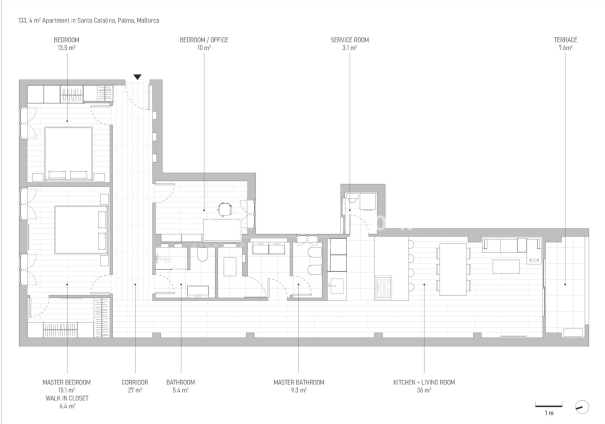 133, 4 m² Apartment in Santa Catalina, Palma, Mallorca
BEDROOM
13.5 m²
BEDROOM / OFFICE
10 m²
SERVICE ROOM
3.1 m²
TERRACE
7.6m²
MASTER BEDROOM
15.1 m²
WALK IN CLOSET
6.4 m²
CORRIDOR
27 m²
BATHROOM
5.4 m²
MASTER BATHROOM
9.3 m²
KITCHEN + LIVING ROOM
36 m²
1 m